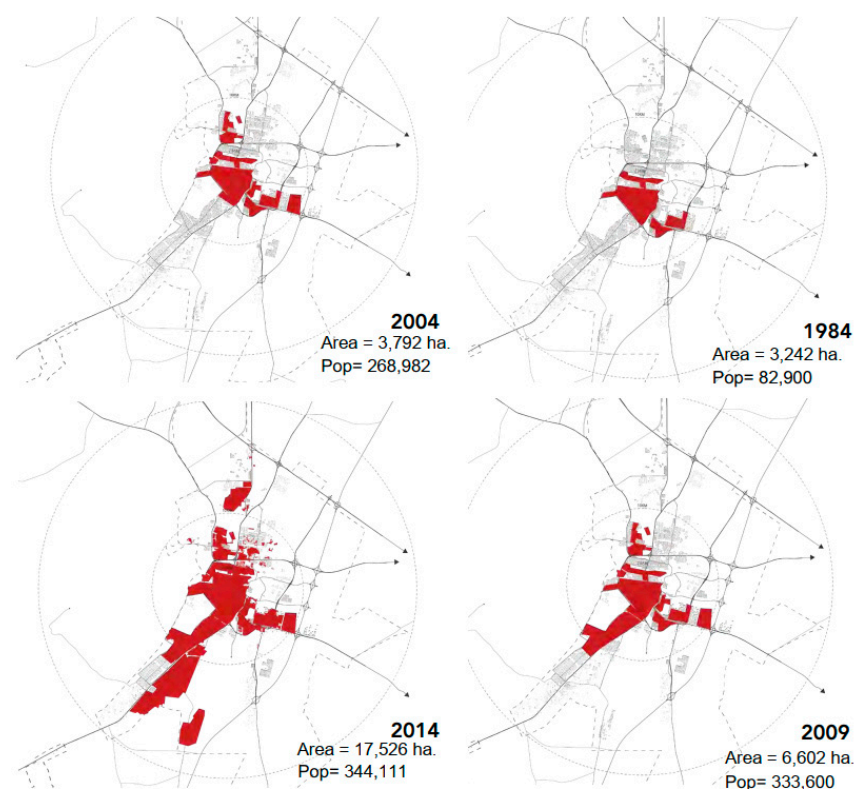 2004
Area = 3,792 ha.
Pop= 268,982
1984
Area = 3,242 ha.
Pop= 82,900
2014
Area = 17,526 ha.
Pop= 344,111
2009
Area = 6,602 ha.
Pop= 333,600